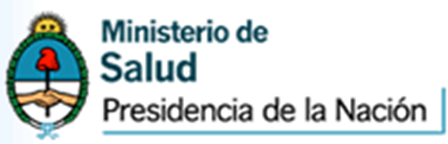 Ministerio de
Salud
Presidencia de la Nación